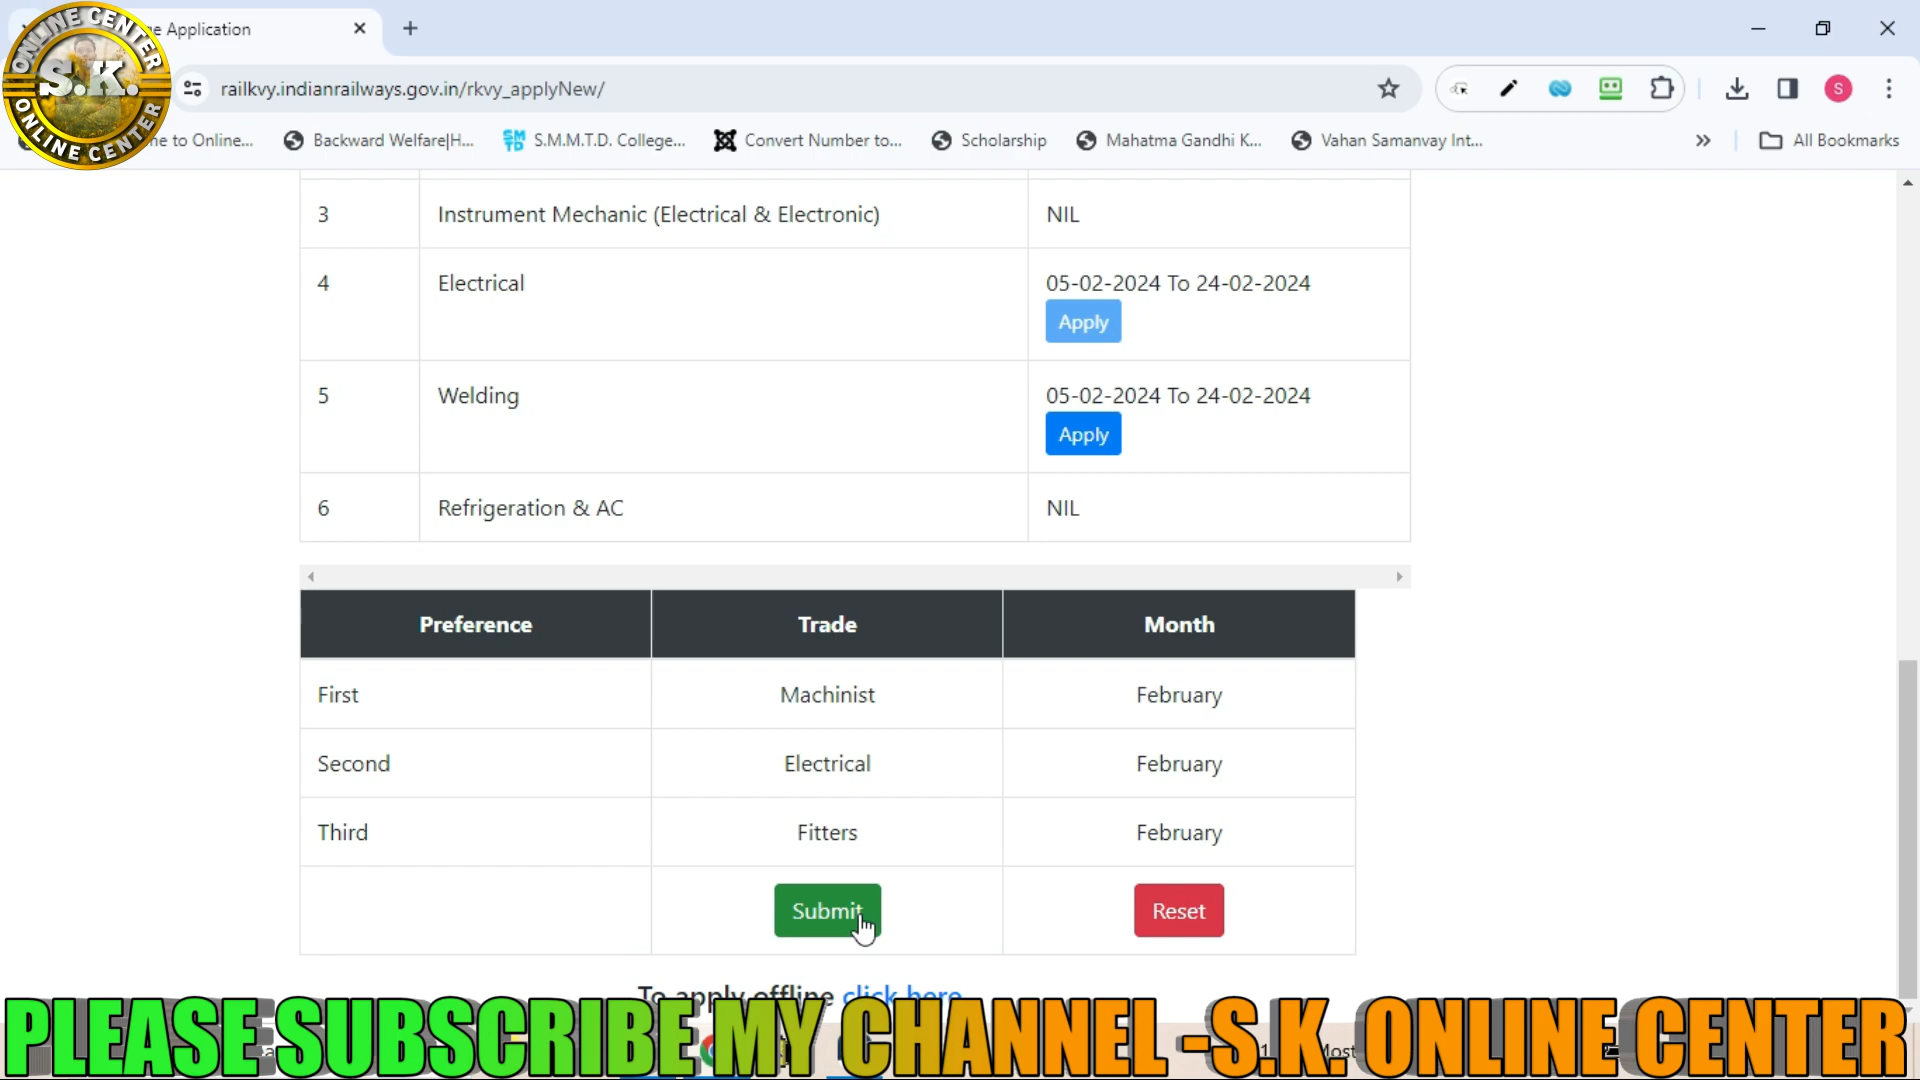 ONLINE CENTER
S.K.
ONLINE CENTER
e Application
railkvy.indianrailways.gov.in/rkvy_applyNew/
S
ne to Online...
Backward Welfare|H...
S.M.M.T.D. College...
Convert Number to...
Scholarship
Mahatma Gandhi K...
Vahan Samanvay Int...
All Bookmarks
3 Instrument Mechanic (Electrical & Electronic) NIL
4 Electrical 05-02-2024 To 24-02-2024
Apply
5 Welding 05-02-2024 To 24-02-2024
Apply
6 Refrigeration & AC NIL
Preference Trade Month
First Machinist February
Second Electrical February
Third Fitters February
Submit Reset
To apply offline click here
PLEASE SUBSCRIBE MY CHANNEL -S.K. ONLINE CENTER